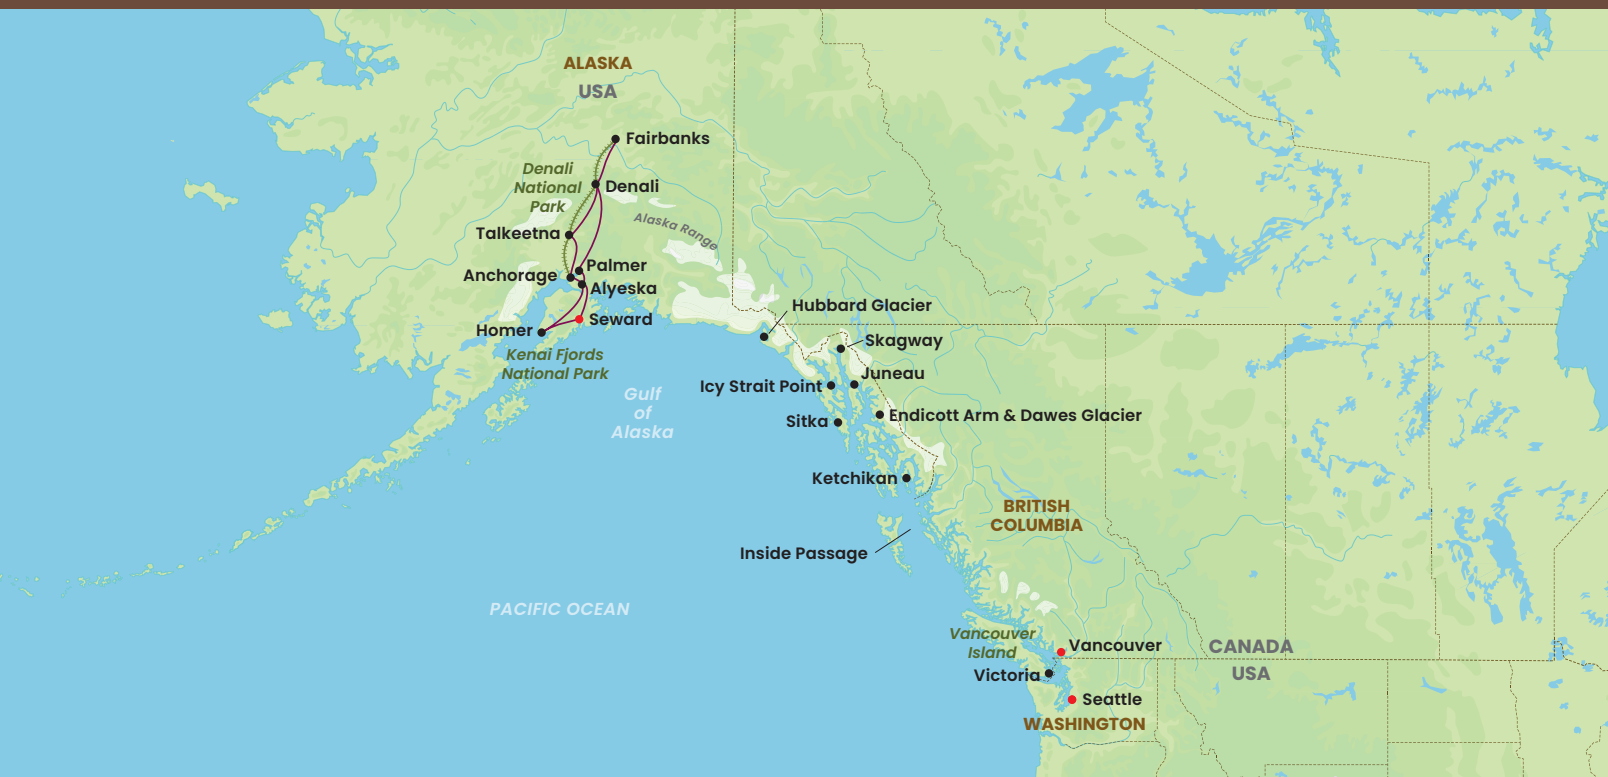 ALASKA
USA
Fairbanks
Denali
National
Park
Denali
Alaska Range
Talkeetna
Palmer
Anchorage
Alyeska
Seward
Homer
Kenai Fjords
National Park
Gulf
of
Alaska
Hubbard Glacier
Skagway
Juneau
Icy Strait Point
Sitka
Endicott Arm & Dawes Glacier
Ketchikan
BRITISH
COLUMBIA
Inside Passage
PACIFIC OCEAN
Vancouver
Island
Vancouver
Victoria
CANADA
USA
Seattle
WASHINGTON